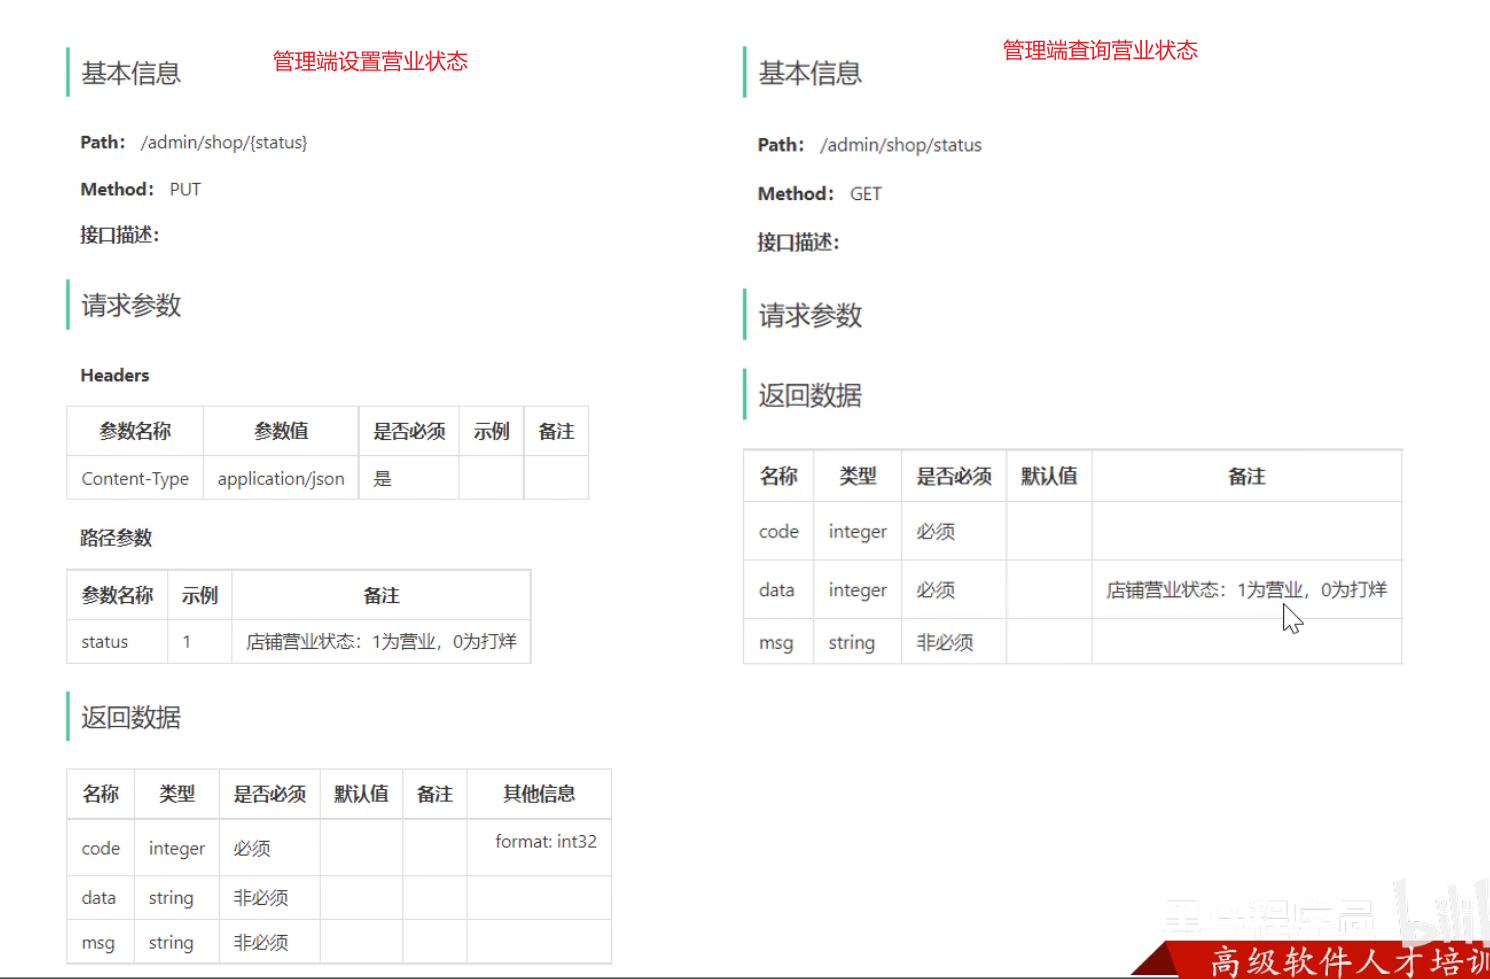 管理端设置营业状态
基本信息
Path： /admin/shop/{status}
Method： PUT
接口描述：
请求参数
Headers
参数名称 参数值 是否必须 示例 备注
Content-Type application/json 是
路径参数
参数名称 示例 备注
status 1 店铺营业状态：1为营业，0为打烊
返回数据
名称 类型 是否必须 默认值 备注 其他信息
code integer 必须 format: int32
data string 非必须
msg string 非必须
管理端查询营业状态
基本信息
Path： /admin/shop/status
Method： GET
接口描述：
请求参数
返回数据
名称 类型 是否必须 默认值 备注
code integer 必须
data integer 必须 店铺营业状态：1为营业，0为打烊
msg string 非必须
程序员
bili
高级软件人才培训